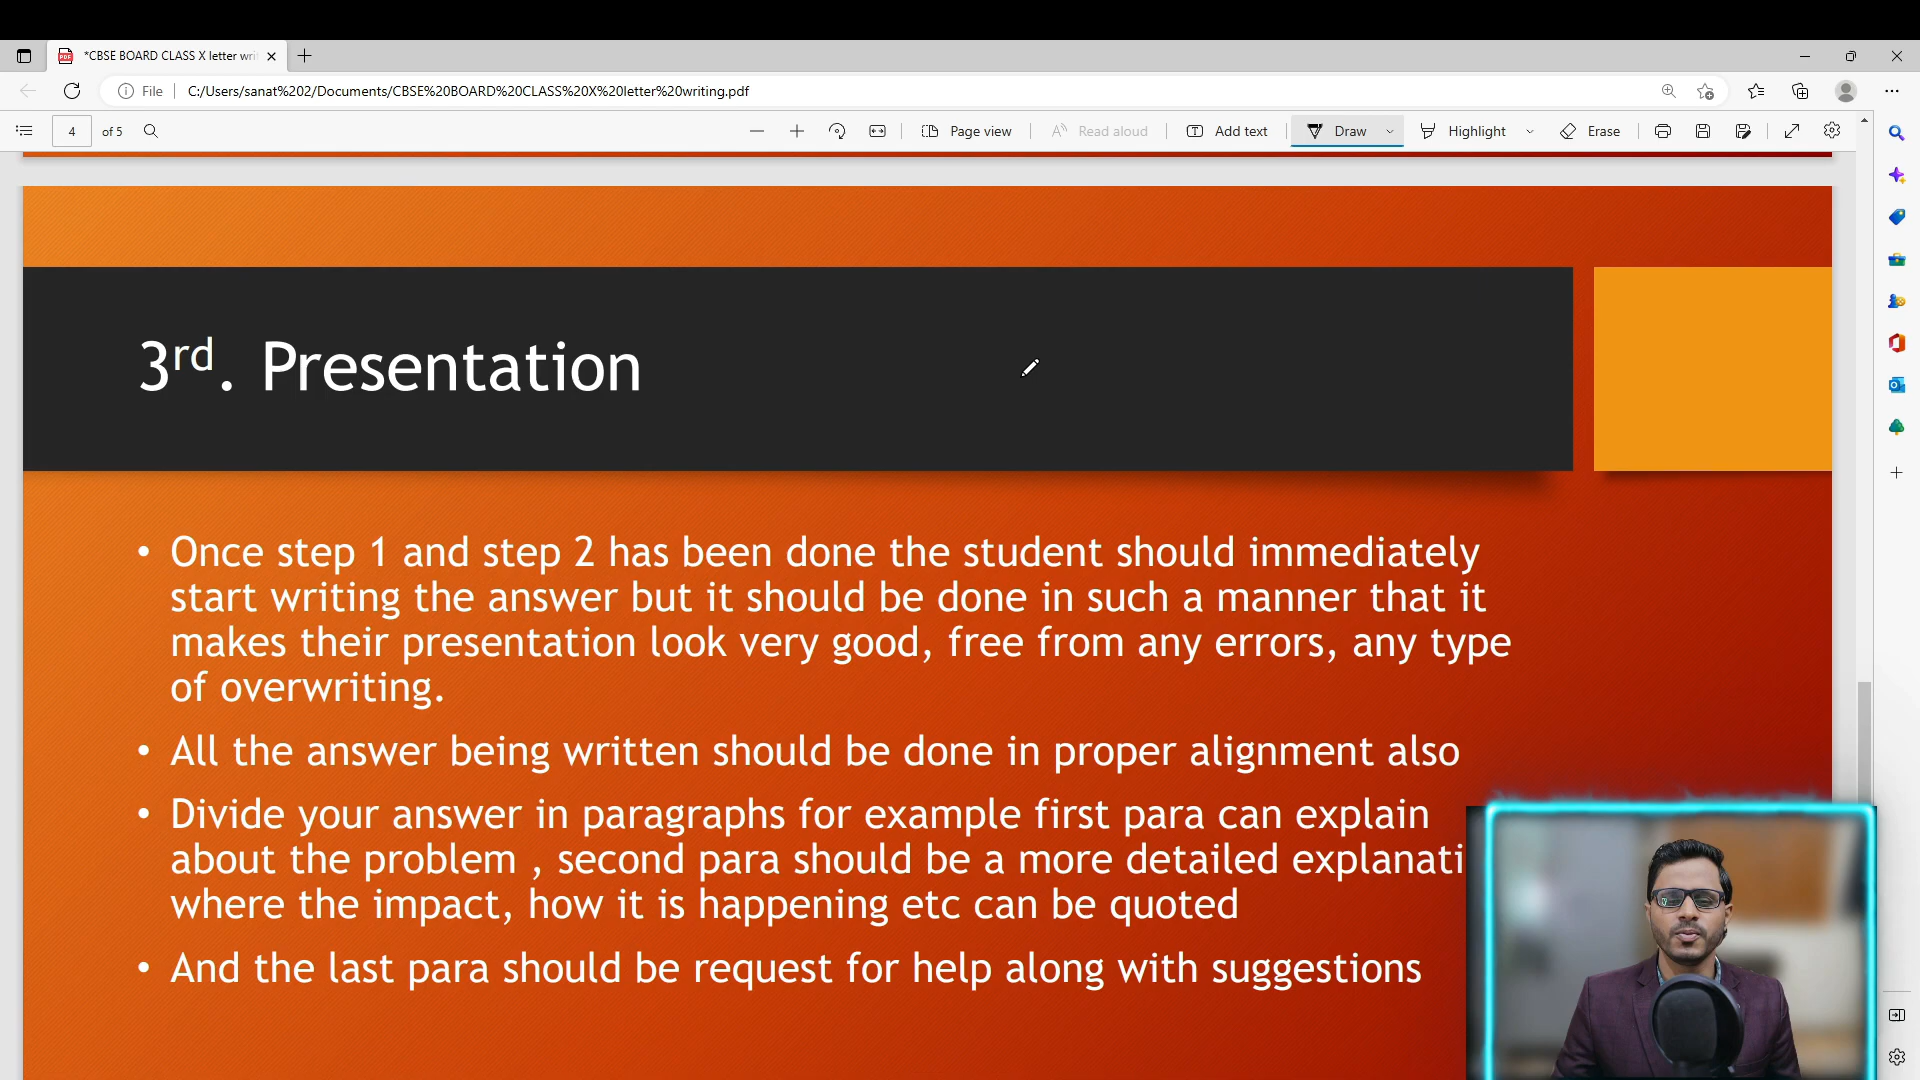 *CBSE BOARD CLASS X letter wri
File
C:/Users/sanat%202/Documents/CBSE%20BOARD%20CLASS%20X%20letter%20writing.pdf
4 of 5
Page view
Read aloud
Add text
Draw
Highlight
Erase
3rd. Presentation
• Once step 1 and step 2 has been done the student should immediately
start writing the answer but it should be done in such a manner that it
makes their presentation look very good, free from any errors, any type
of overwriting.
• All the answer being written should be done in proper alignment also
• Divide your answer in paragraphs for example first para can explain
about the problem , second para should be a more detailed explanati
where the impact, how it is happening etc can be quoted
• And the last para should be request for help along with suggestions